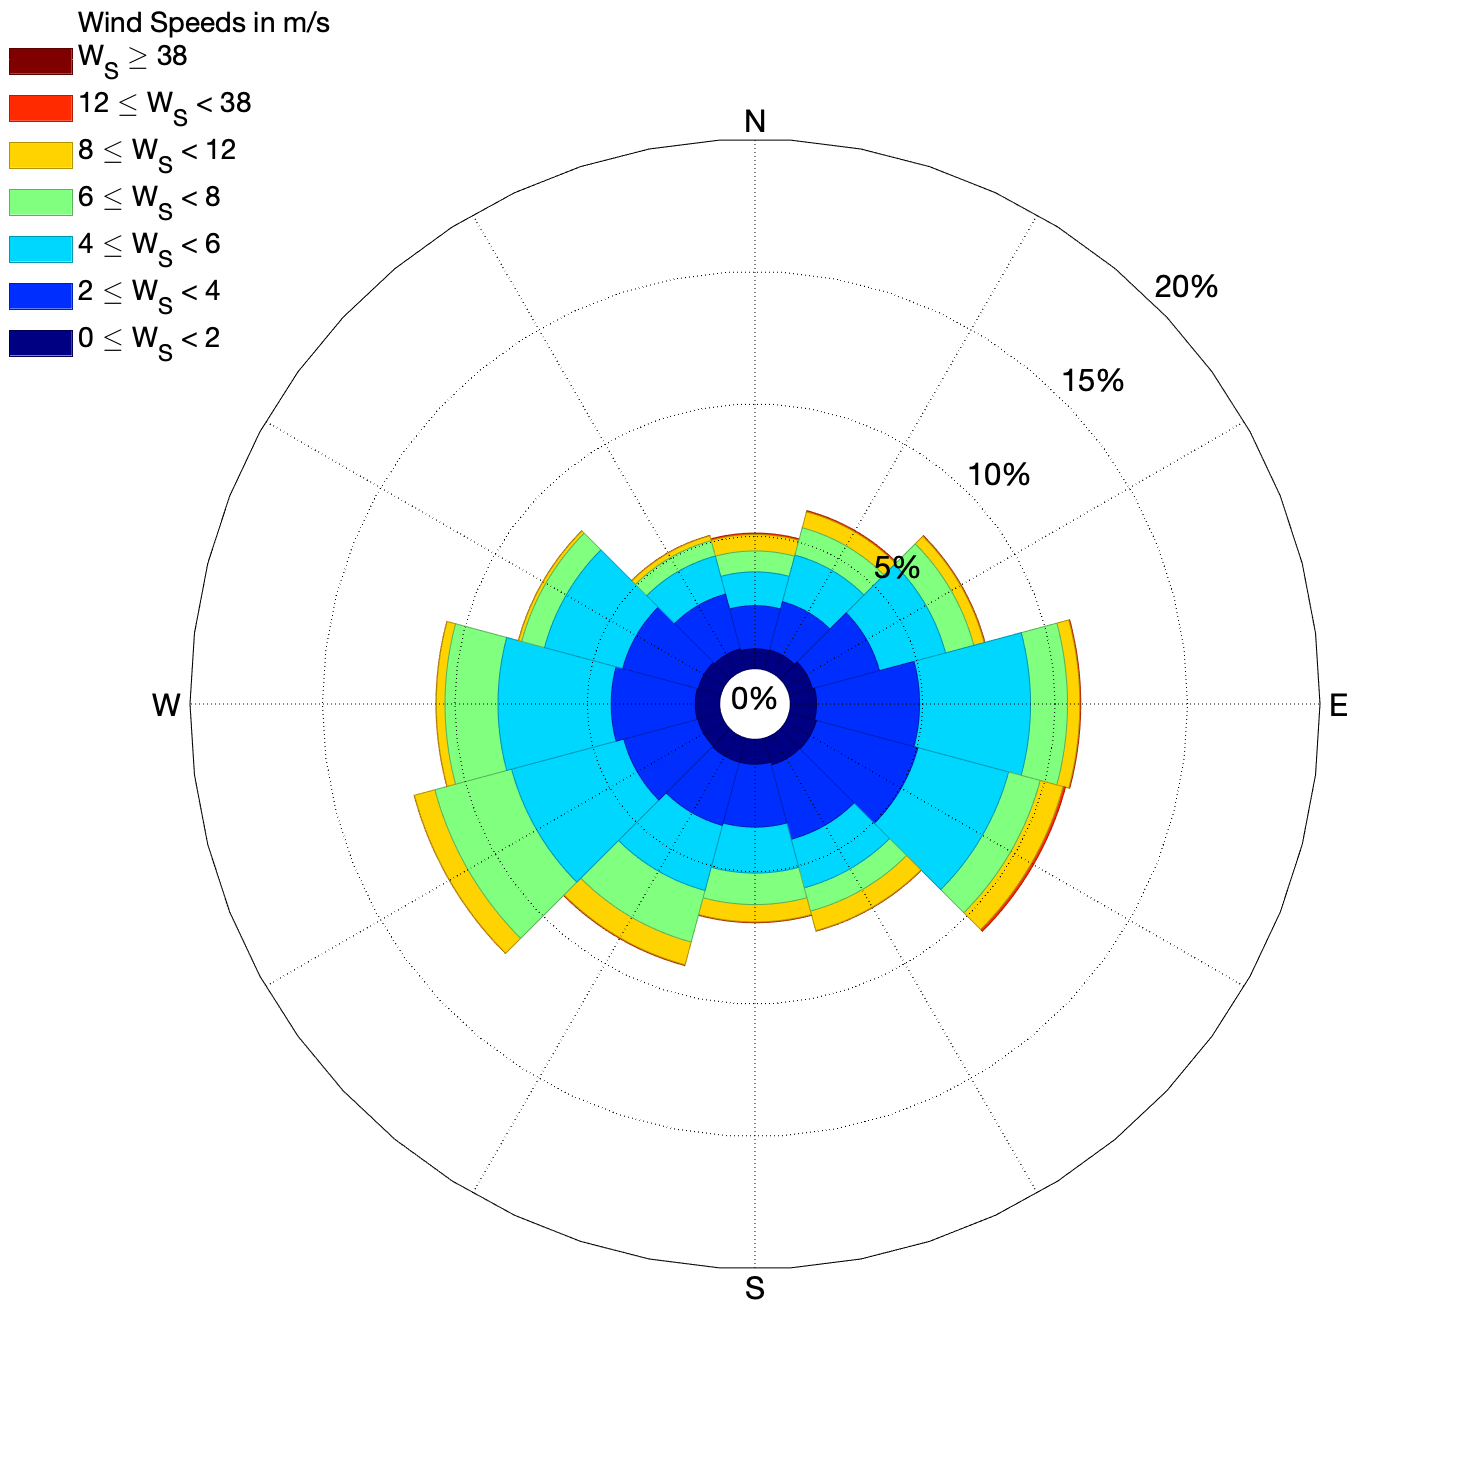 Wind Speeds in m/s
W_S ≥ 38
12 ≤ W_S < 38
8 ≤ W_S < 12
6 ≤ W_S < 8
4 ≤ W_S < 6
2 ≤ W_S < 4
0 ≤ W_S < 2
N
20%
15%
10%
5%
0%
W
E
S